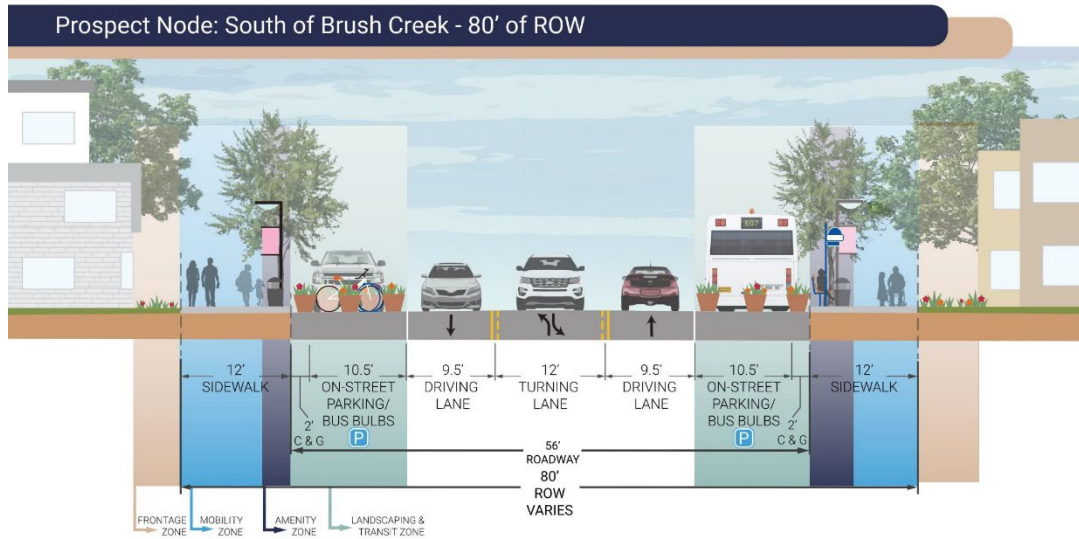 Prospect Node: South of Brush Creek - 80' of ROW
607
12'
SIDEWALK
2'
C & G
10.5'
ON-STREET
PARKING/
BUS BULBS
P
9.5'
DRIVING
LANE
12'
TURNING
LANE
9.5'
DRIVING
LANE
10.5'
ON-STREET
PARKING/
BUS BULBS
P
2'
C & G
12'
SIDEWALK
56'
ROADWAY
80'
ROW
VARIES
FRONTAGE
ZONE
MOBILITY
ZONE
AMENITY
ZONE
LANDSCAPING &
TRANSIT ZONE